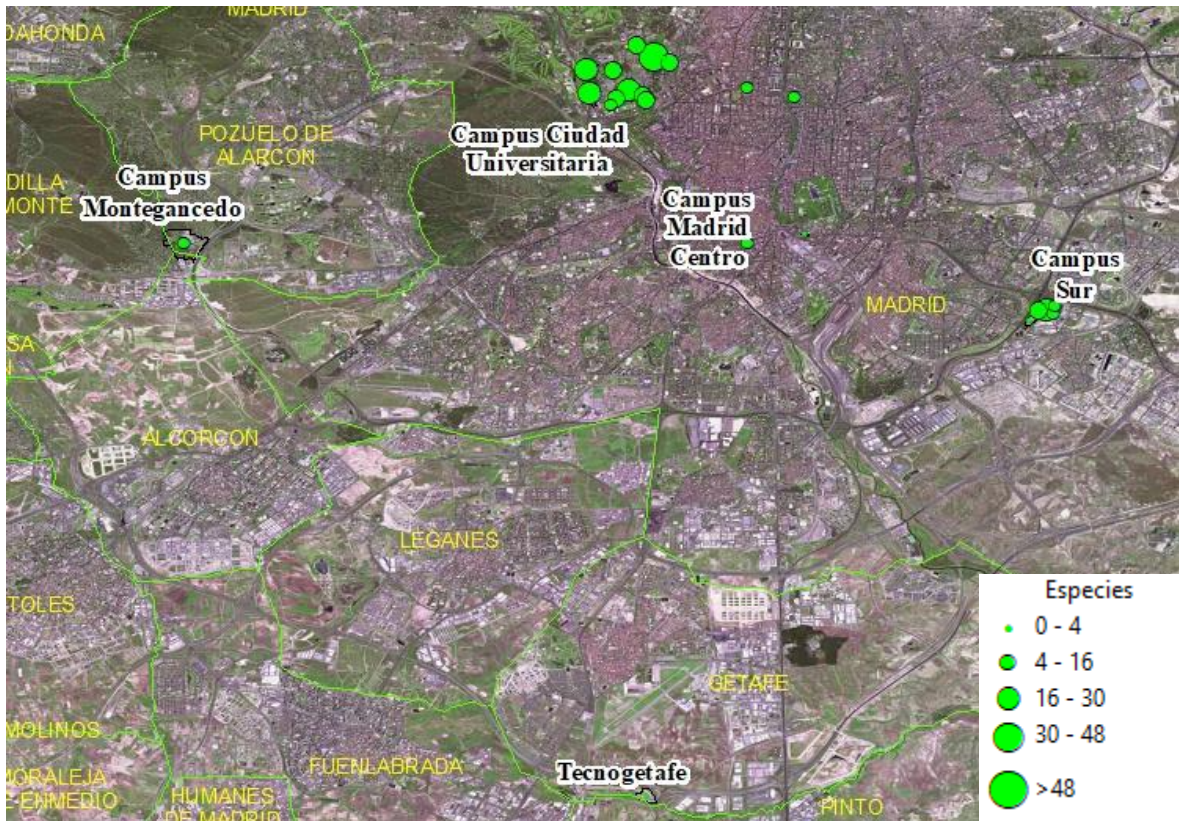 MADRID
DAHONDA
POZUELO DE
ALARCON
Campus Ciudad
Universitaria
Campus
Montegancedo
DILLA
MONTE
Campus
Madrid
Centro
Campus
Sur
MADRID
SA
N
ALCORCON
LEGANES
TOLES
GETAFE
MOLINOS
FUENLABRADA
Tecnogetafe
MORALEJA
E ENMEDIO
HUMANES
DE MADRID
PINTO
Especies
0 - 4
4 - 16
16 - 30
30 - 48
>48